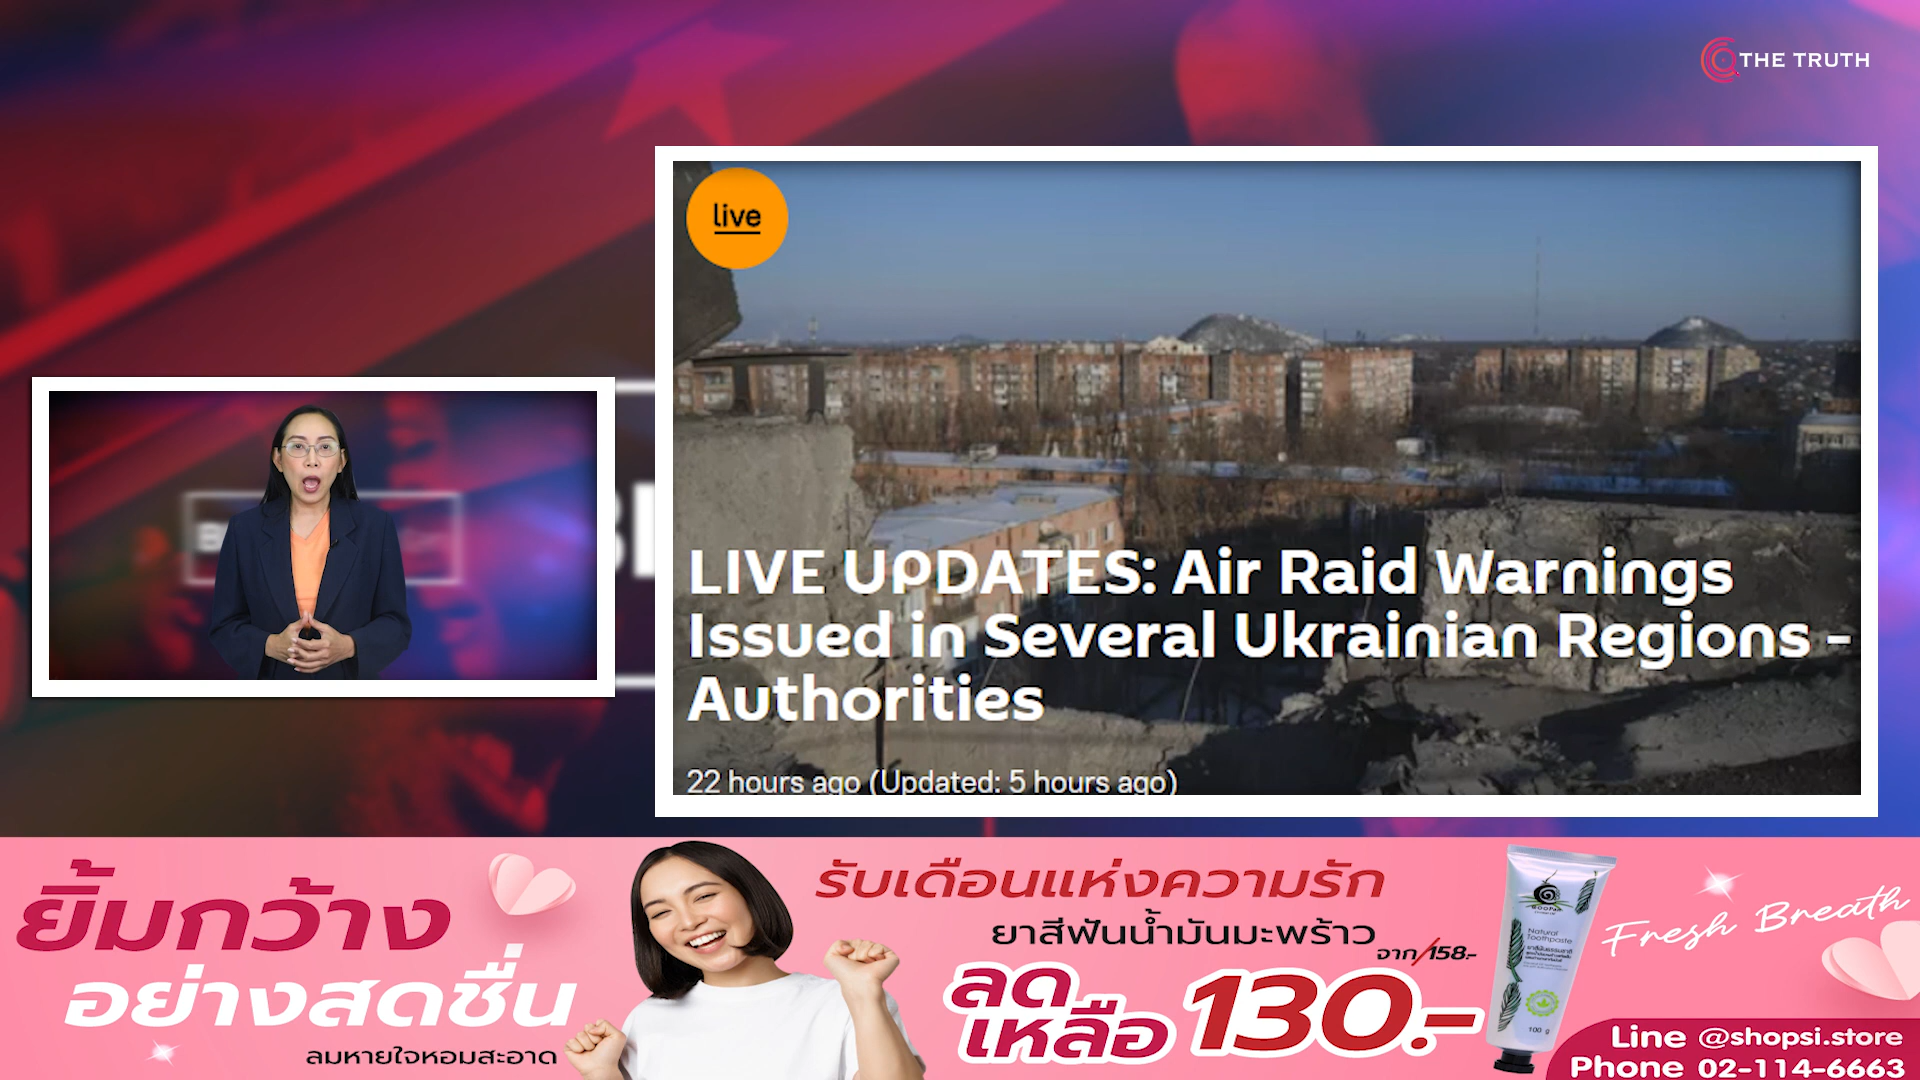 THE TRUTH
live
LIVE UPDATES: Air Raid Warnings
Issued in Several Ukrainian Regions -
Authorities
22 hours ago (Updated: 5 hours ago)
ยิ้มกว้าง
อย่างสดชื่น
ลมหายใจหอมสะอาด
รับเดือนแห่งความรัก
ยาสีฟันน้ำมันมะพร้าว
จาก 158.-
ลด
เหลือ
130.-
Natural
Toothpaste
100 g
Fresh Breath
Line @shopsi.store
Phone 02-114-6663